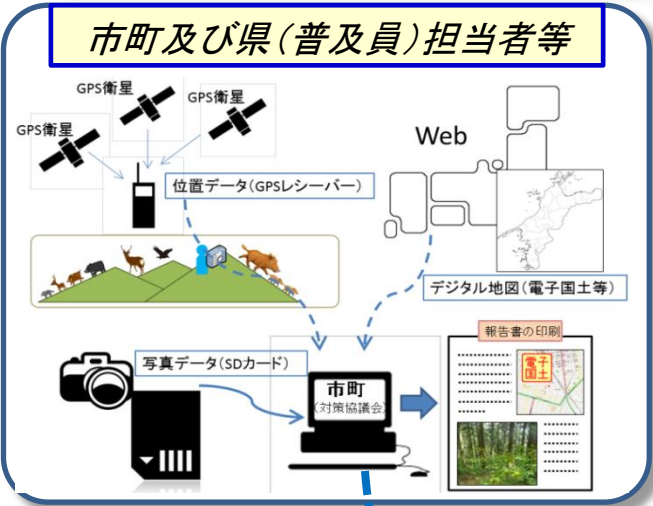 市町及び県(普及員)担当者等
GPS衛星
GPS衛星
GPS衛星
Web
位置データ(GPSレシーバー)
デジタル地図(電子国土等)
報告書の印刷
写真データ(SDカード)
電子
国土
市町
(対策協議会)